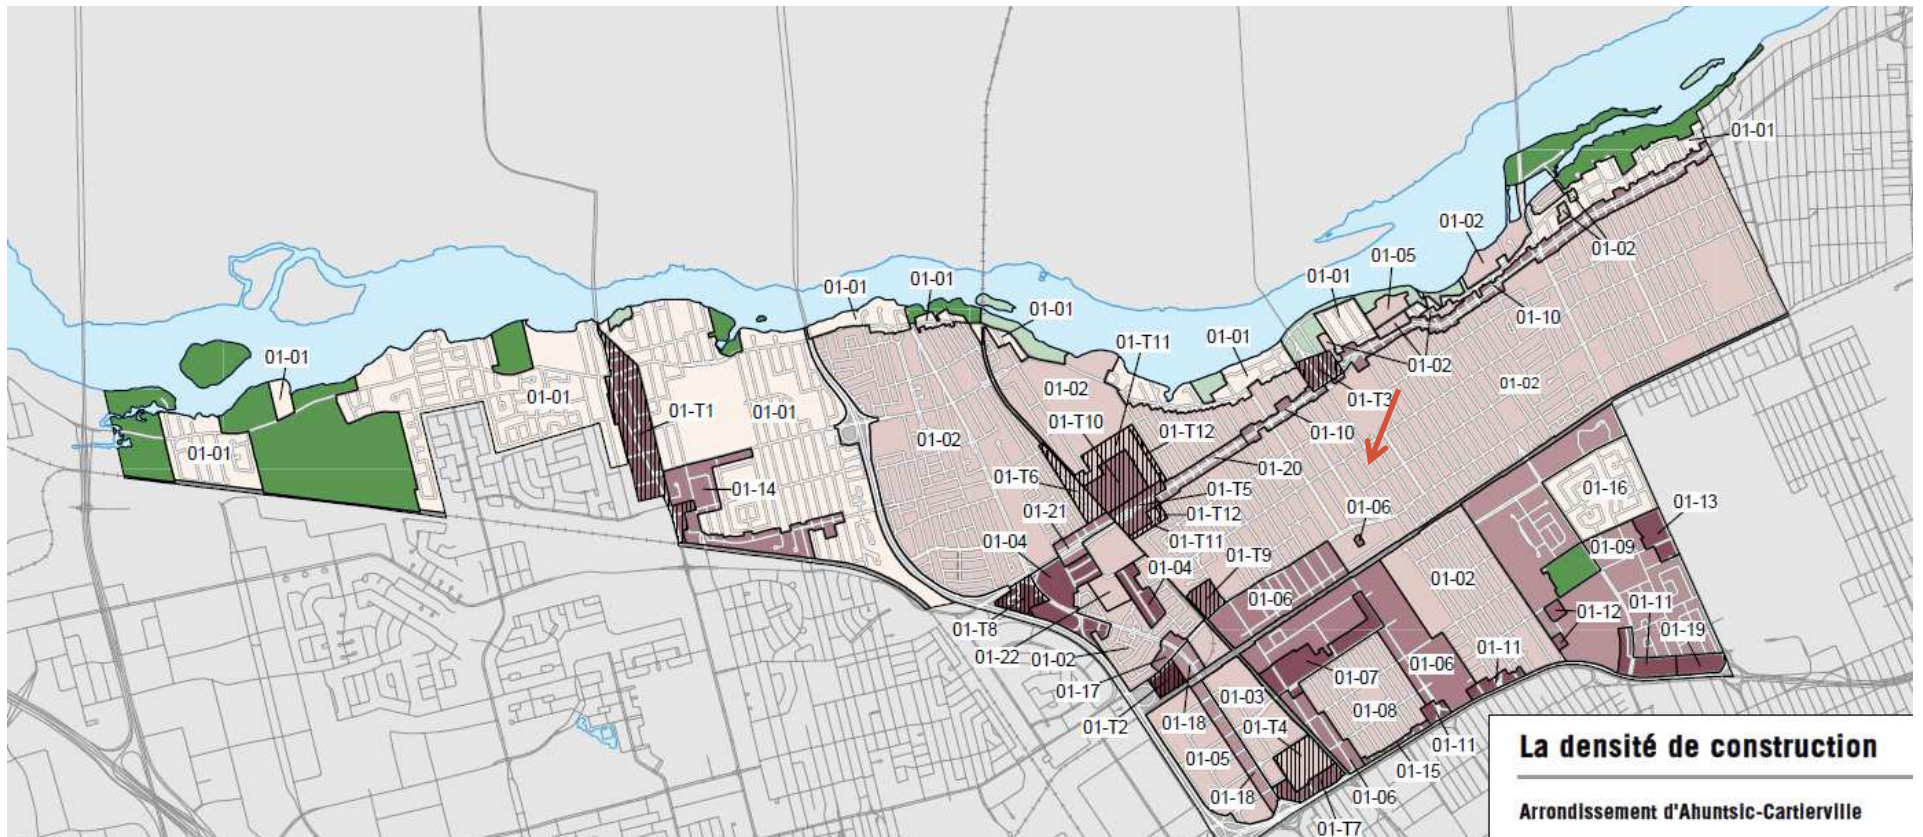 01-01
01-02
01-02
01-05
01-01
01-01
01-01
01-01
01-10
01-T11
01-01
01-01
01-02
01-02
01-02
01-01
01-T1
01-01
01-T10
01-T3
01-02
01-T12
01-10
01-01
01-20
01-T6
01-T5
01-14
01-16
01-13
01-21
01-T12
01-06
01-04
01-T11
01-09
01-04
01-T9
01-02
01-06
01-12
01-11
01-T8
01-19
01-22
01-02
01-11
01-06
01-17
01-03
01-07
01-T2
01-18
01-T4
01-08
01-05
01-11
01-15
01-18
01-06
01-T7
La densité de construction
Arrondissement d'Ahuntsic-Cartierville